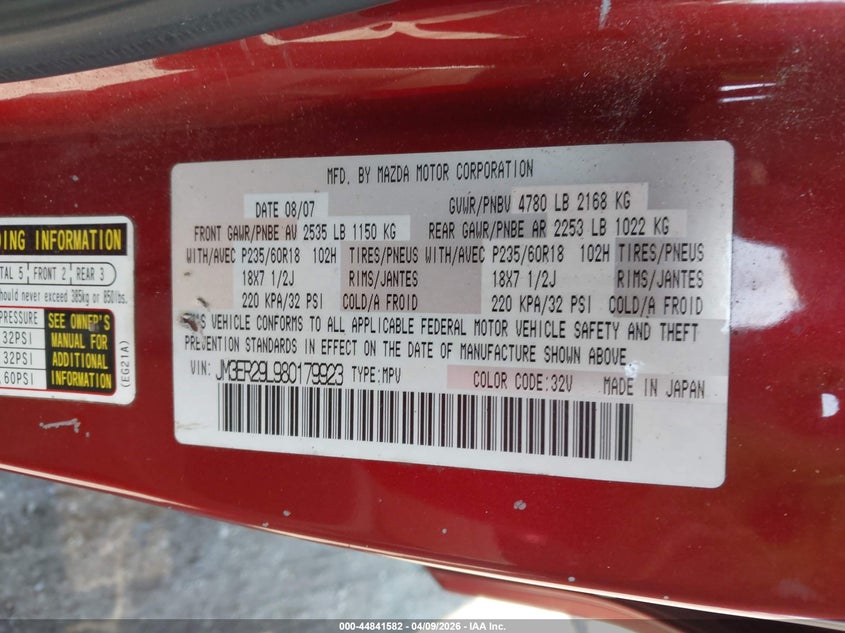 MFD. BY MAZDA MOTOR CORPORATION
DATE 08/07 GVWR/PNBV 4780 LB 2168 KG
FRONT GAWR/PNBE AV 2535 LB 1150 KG REAR GAWR/PNBE AR 2253 LB 1022 KG
WITH/AVEC P235/60R18 102H TIRES/PNEUS WITH/AVEC P235/60R18 102H TIRES/PNEUS
18X7 1/2J RIMS/JANTES 18X7 1/2J RIMS/JANTES
220 KPA/32 PSI COLD/A FROID 220 KPA/32 PSI COLD/A FROID
THIS VEHICLE CONFORMS TO ALL APPLICABLE FEDERAL MOTOR VEHICLE SAFETY AND THEFT
PREVENTION STANDARDS IN EFFECT ON THE DATE OF MANUFACTURE SHOWN ABOVE.
VIN: JM3ER29L980179923 TYPE:MPV COLOR CODE:32V MADE IN JAPAN
DING INFORMATION
TAL 5 FRONT 2 REAR 3
hould never exceed 385kg or 850lbs.
PRESSURE
32PSI
32PSI
60PSI
SEE OWNER'S
MANUAL FOR
ADDITIONAL
INFORMATION
(EG21A)
000-44841582 - 04/09/2026 - IAA Inc.